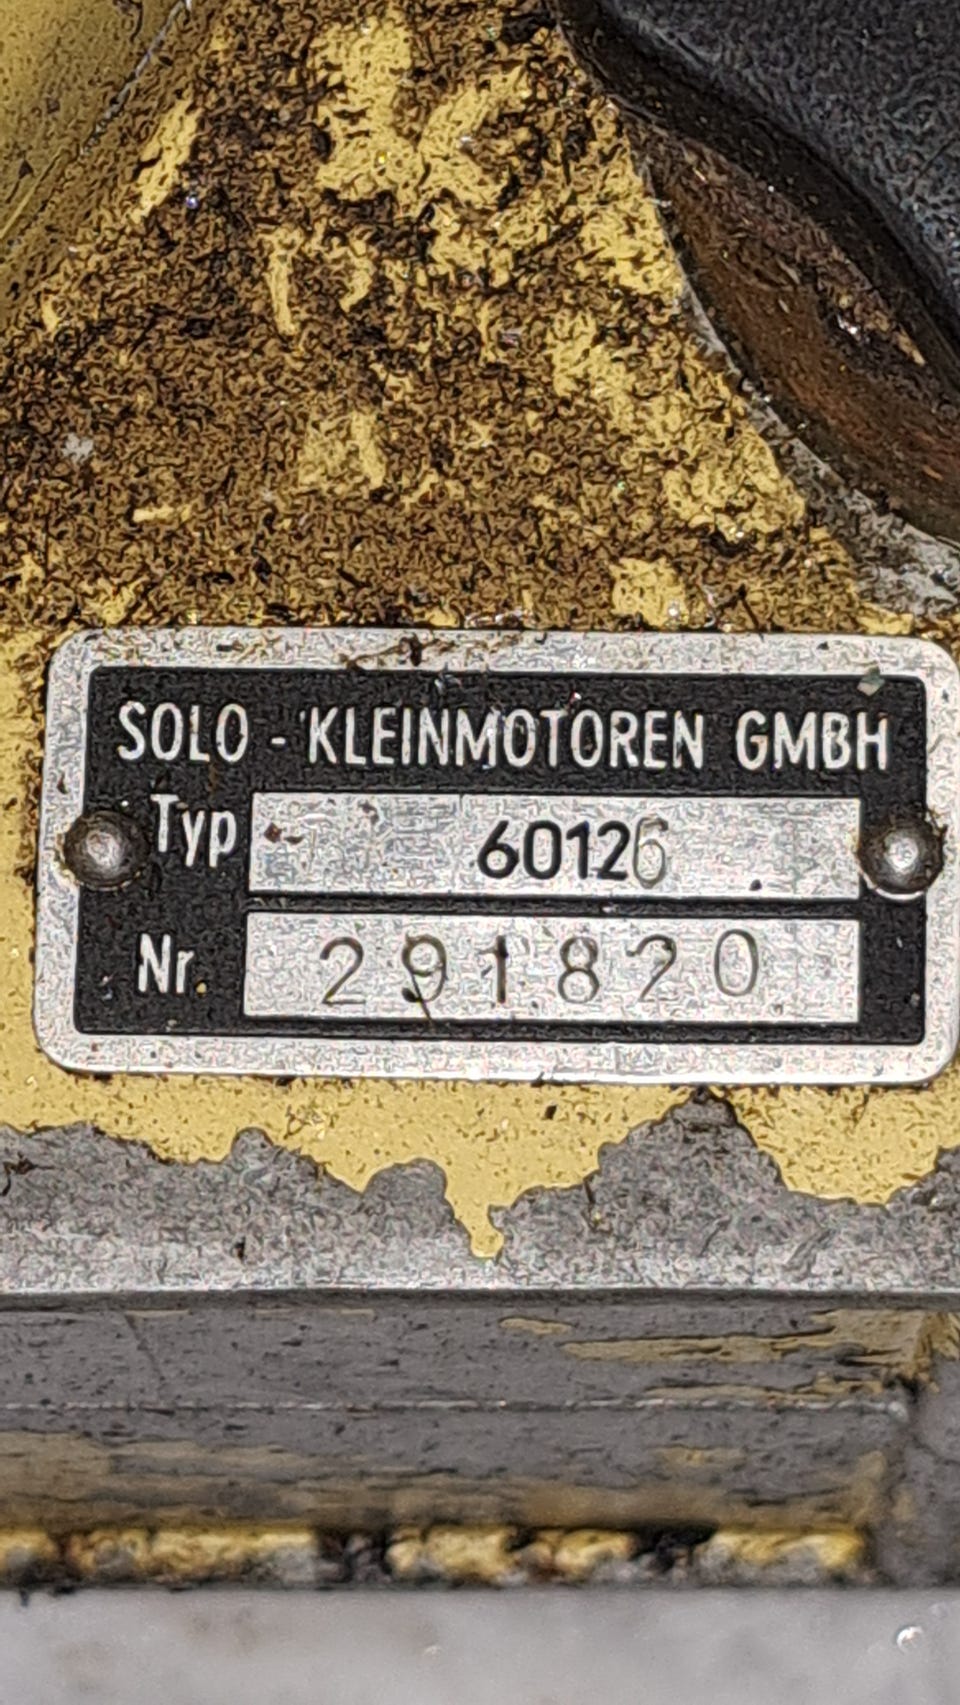 SOLO - KLEINMOTOREN GMBH
Typ 60126
Nr. 291820